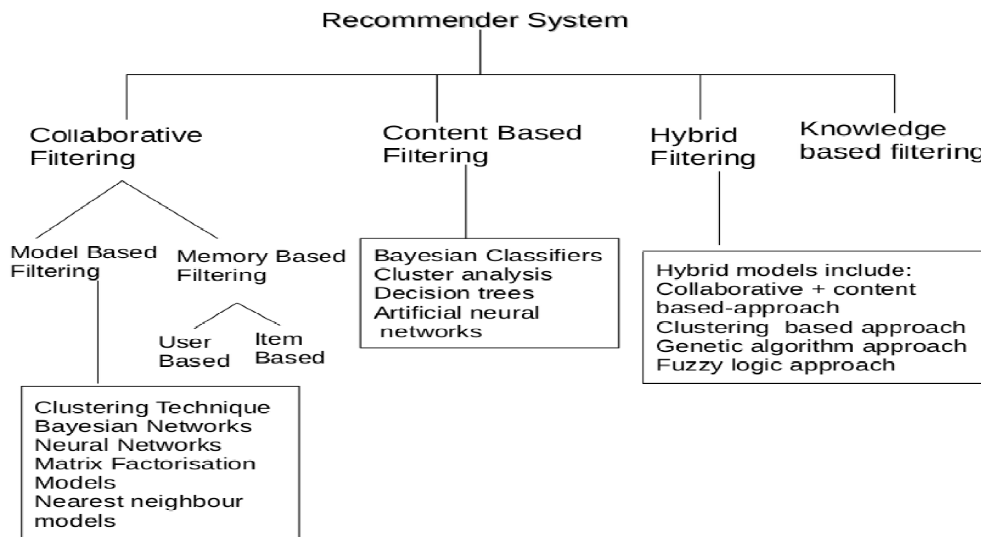 Recommender System
Collaborative
Filtering
Content Based
Filtering
Hybrid
Filtering
Knowledge
based filtering
Model Based
Filtering
Memory Based
Filtering
User
Based
Item
Based
Clustering Technique
Bayesian Networks
Neural Networks
Matrix Factorisation
Models
Nearest neighbour
models
Bayesian Classifiers
Cluster analysis
Decision trees
Artificial neural
networks
Hybrid models include:
Collaborative + content
based-approach
Clustering based approach
Genetic algorithm approach
Fuzzy logic approach